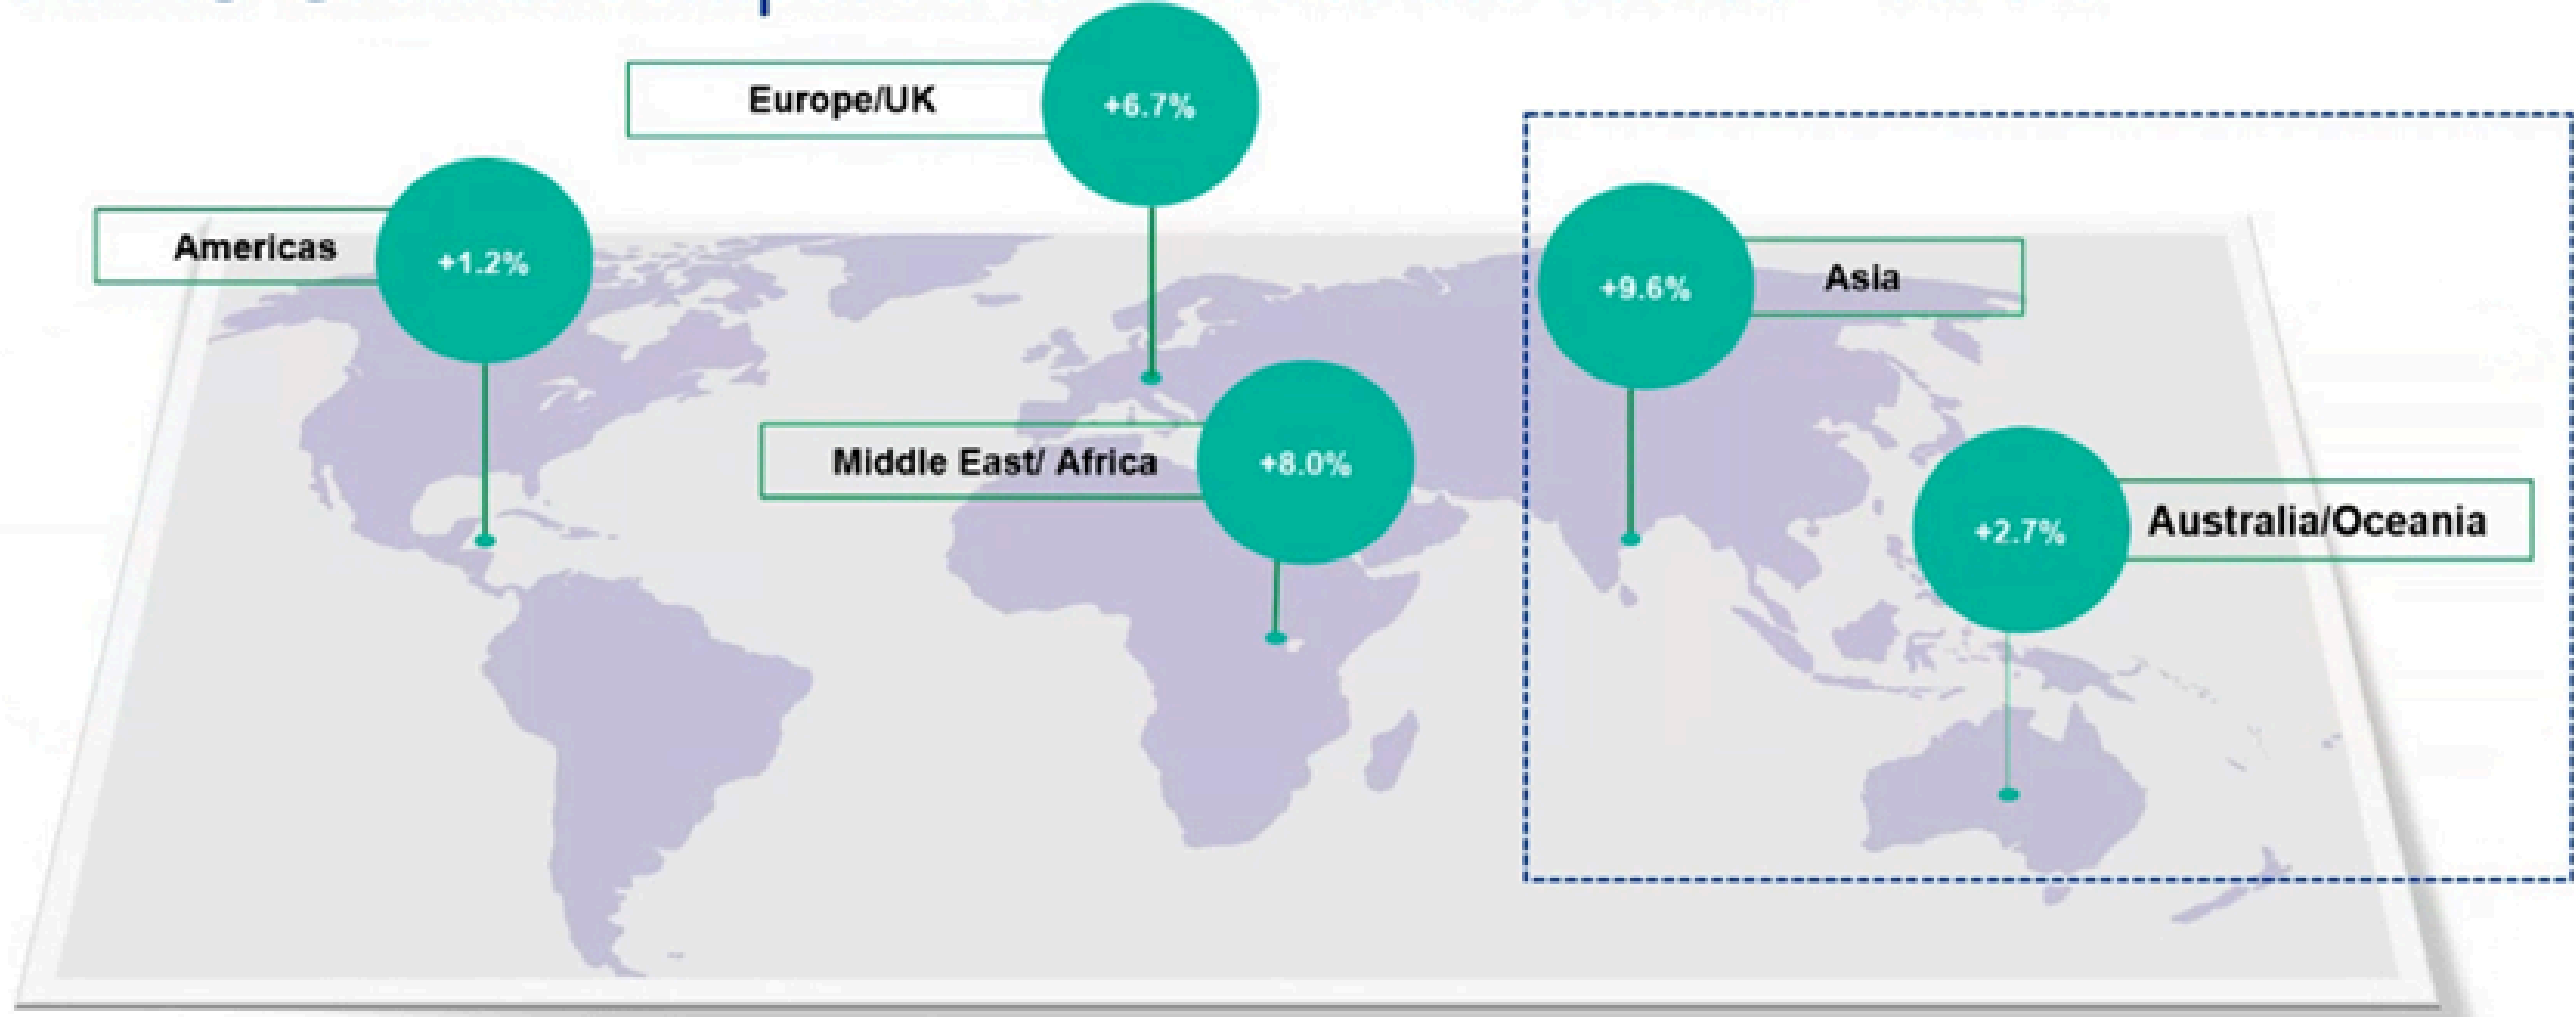 Europe/UK
+6.7%
Americas
+1.2%
+9.6%
Asia
Middle East/ Africa
+8.0%
+2.7%
Australia/Oceania